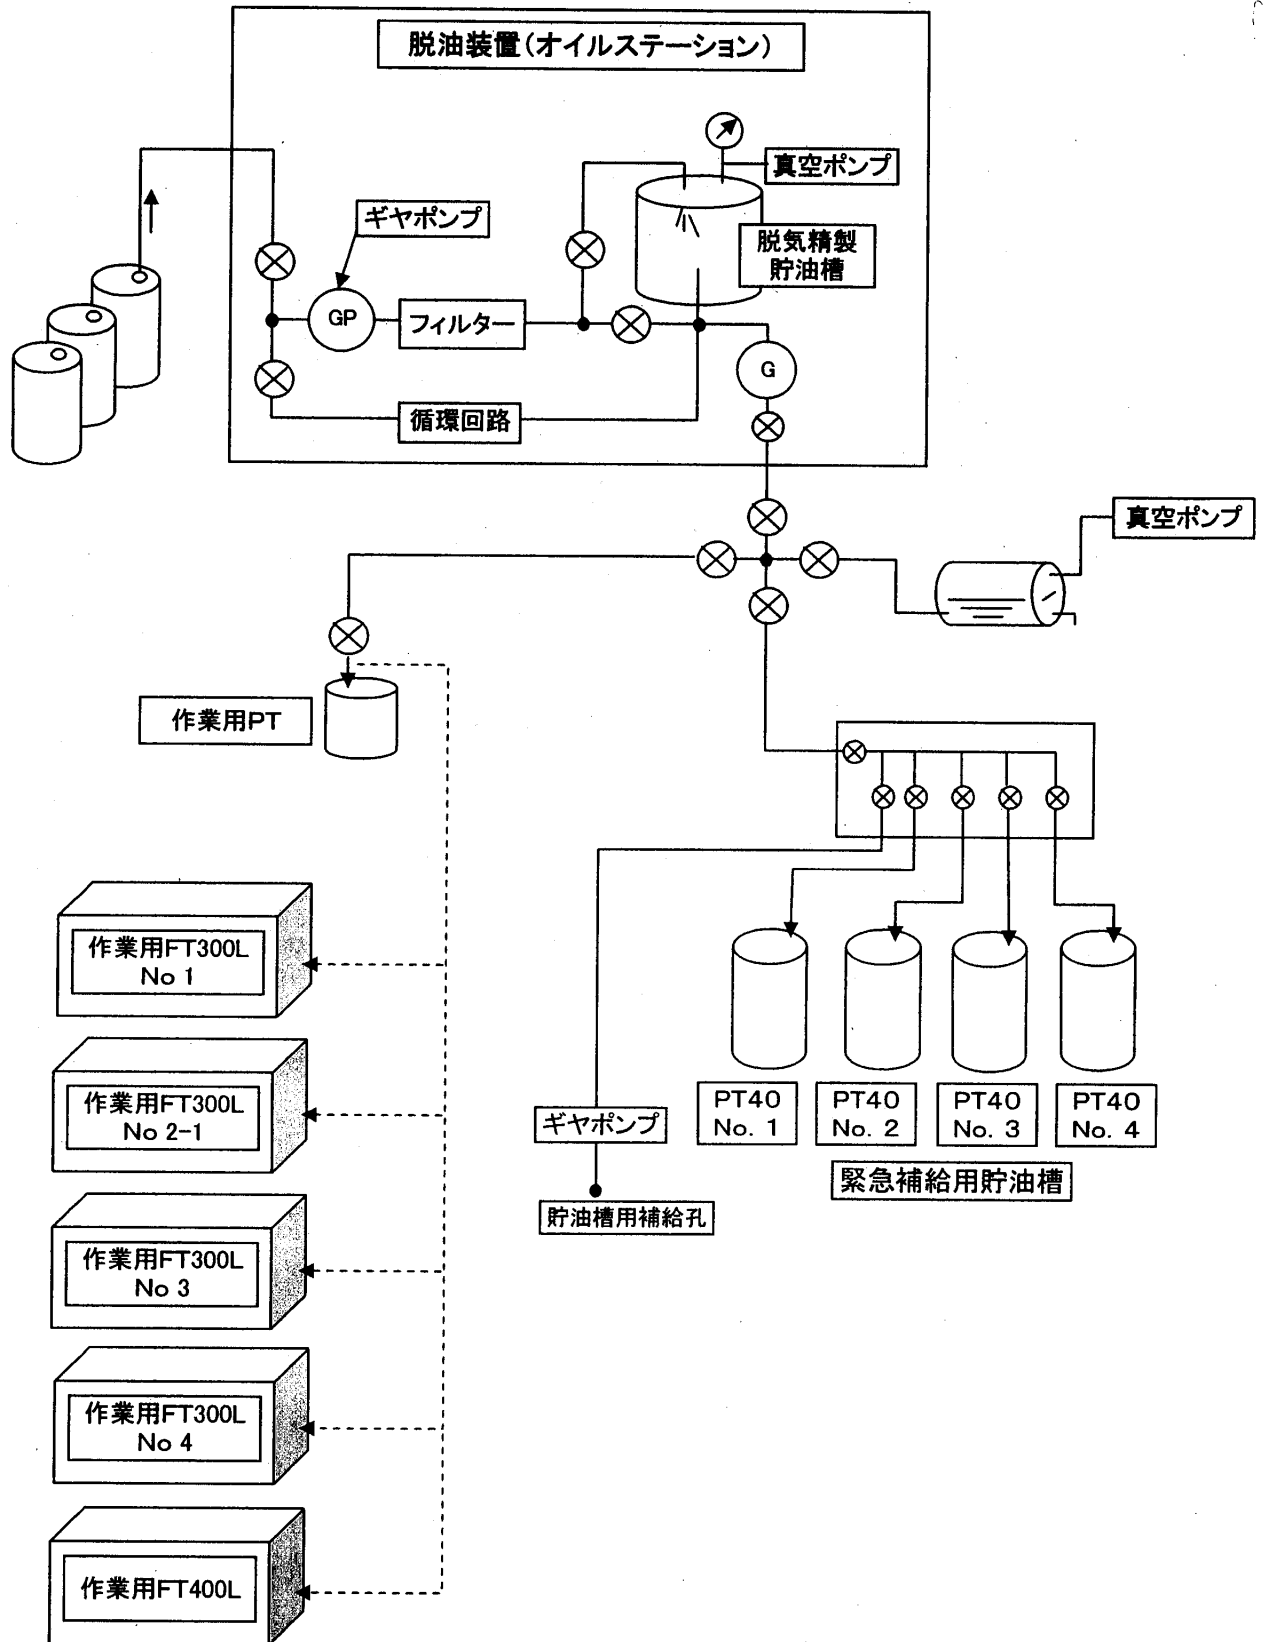 脱油装置(オイルステーション)
真空ポンプ
ギヤポンプ
脱気精製
貯油槽
GP
フィルター
G
循環回路
真空ポンプ
作業用PT
作業用FT300L
No 1
作業用FT300L
No 2-1
作業用FT300L
No 3
作業用FT300L
No 4
作業用FT400L
PT40
No. 1
PT40
No. 2
PT40
No. 3
PT40
No. 4
ギヤポンプ
緊急補給用貯油槽
貯油槽用補給孔